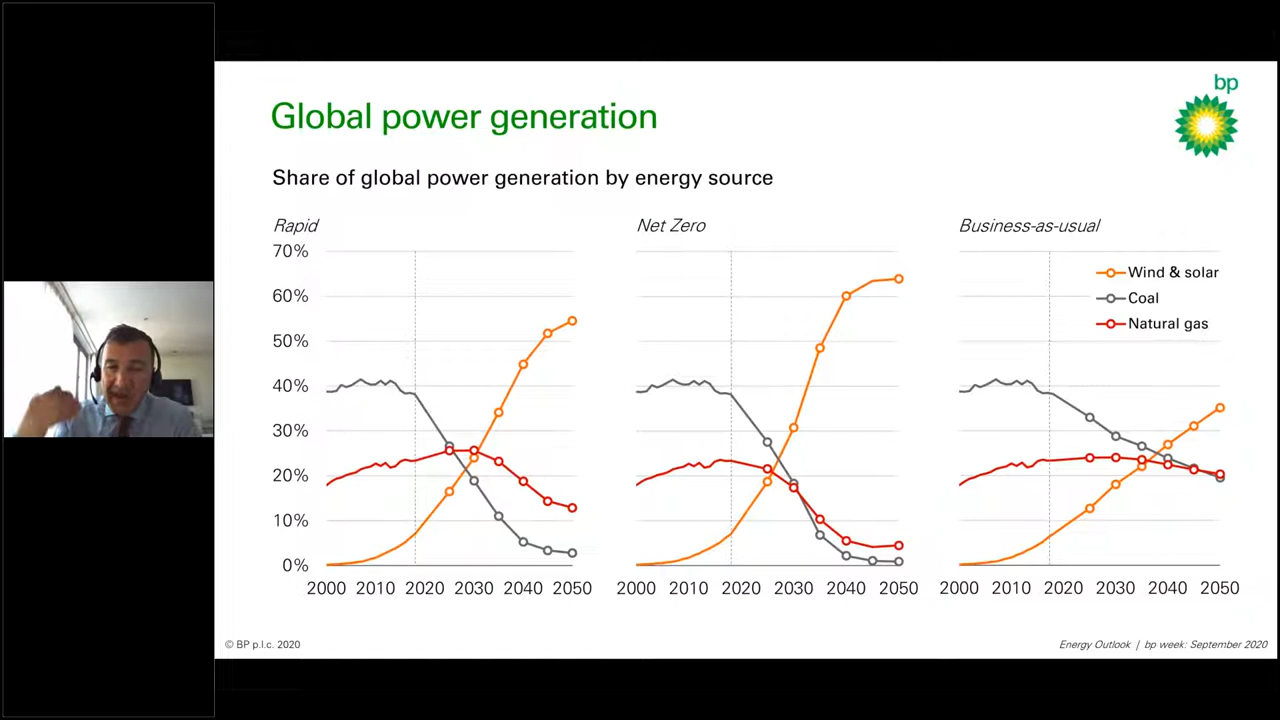 bp
Global power generation
Share of global power generation by energy source
Rapid
70%
60%
50%
40%
30%
20%
10%
0%
2000 2010 2020 2030 2040 2050
Net Zero
2000 2010 2020 2030 2040 2050
Business-as-usual
Wind & solar
Coal
Natural gas
2000 2010 2020 2030 2040 2050
© BP p.l.c. 2020
Energy Outlook | bp week: September 2020